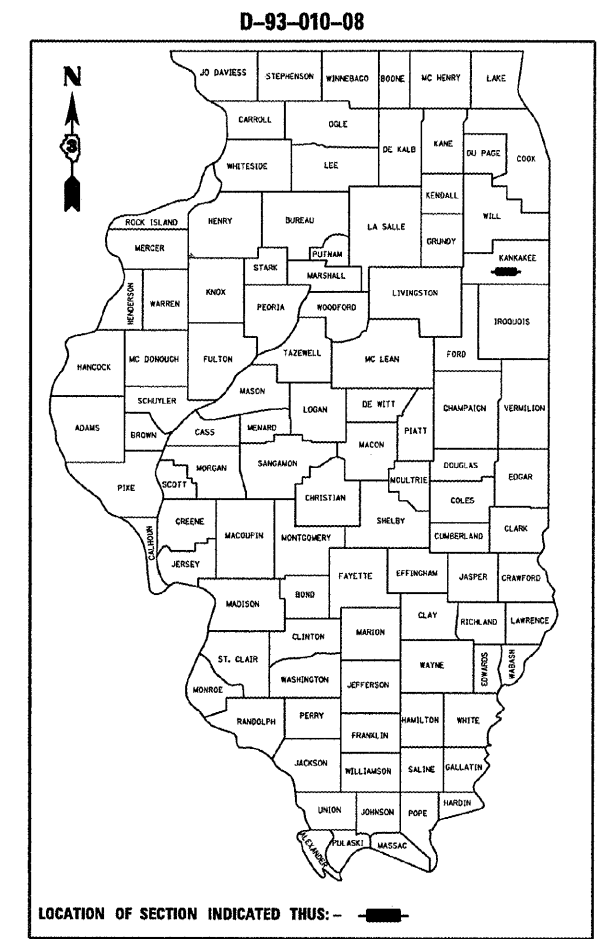 D-93-010-08
JO DAVIESS STEPHENSON WINNEBAGO BOONE MC HENRY LAKE
N
CARROLL OGLE
3
DE KALB KANE DU PAGE COOK
WHITESIDE LEE
KENDALL
ROCK ISLAND HENRY BUREAU LA SALLE WILL
MERCER PUTNAM GRUNDY
KANKAKEE
STARK MARSHALL
HENDERSON WARREN KNOX PEORIA WOODFORD LIVINGSTON IROQUOIS
HANCOCK MC DONOUGH FULTON TAZEWELL MC LEAN FORD
MASON
SCHUYLER LOGAN DE WITT CHAMPAIGN VERMILION
ADAMS BROWN CASS MENARD MACON PIATT
MORGAN SANGAMON DOUGLAS
PIKE SCOTT CHRISTIAN MOULTRIE COLES EDGAR
GREENE MACOUPIN MONTGOMERY SHELBY CUMBERLAND CLARK
CALHOUN JERSEY FAYETTE EFFINGHAM JASPER CRAWFORD
MADISON BOND CLAY RICHLAND LAWRENCE
CLINTON MARION
ST. CLAIR WAYNE EDWARDS WABASH
MONROE WASHINGTON JEFFERSON
RANDOLPH PERRY HAMILTON WHITE
FRANKLIN
JACKSON WILLIAMSON SALINE GALLATIN
UNION JOHNSON POPE HARDIN
ALEXANDER PULASKI MASSAC
LOCATION OF SECTION INDICATED THUS: -